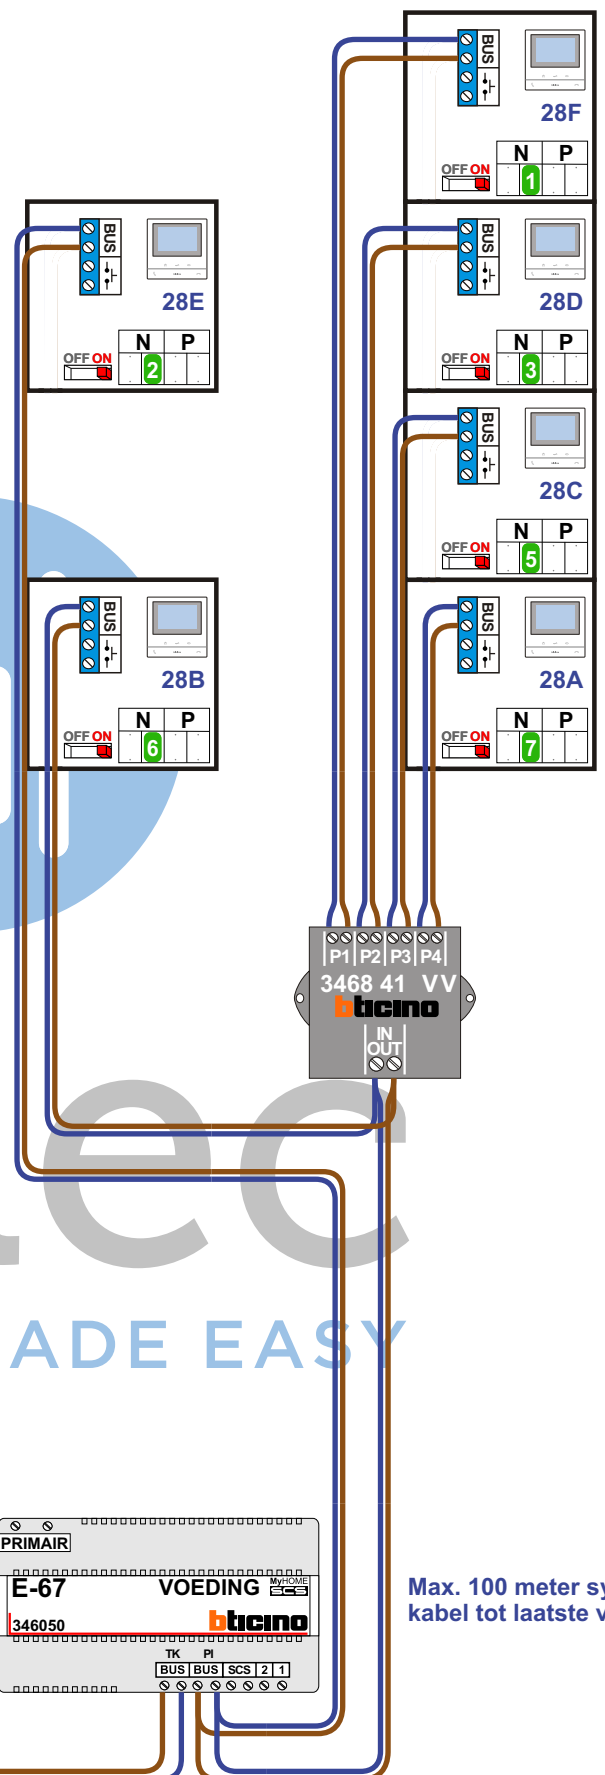 BUS
28F
N P
OFF ON
1
BUS
28E
N P
OFF ON
2
BUS
28D
N P
OFF ON
3
BUS
28C
N P
OFF ON
5
BUS
28B
N P
OFF ON
6
BUS
28A
N P
OFF ON
7
P1 P2 P3 P4
3468 41 VV
bticino
IN
OUT
tec
ADE EASY
PRIMAIR
E-67 VOEDING MyHOME
SCS
346050 bticino
TK PI
BUS BUS SCS 2 1
Max. 100 meter sy
kabel tot laatste v